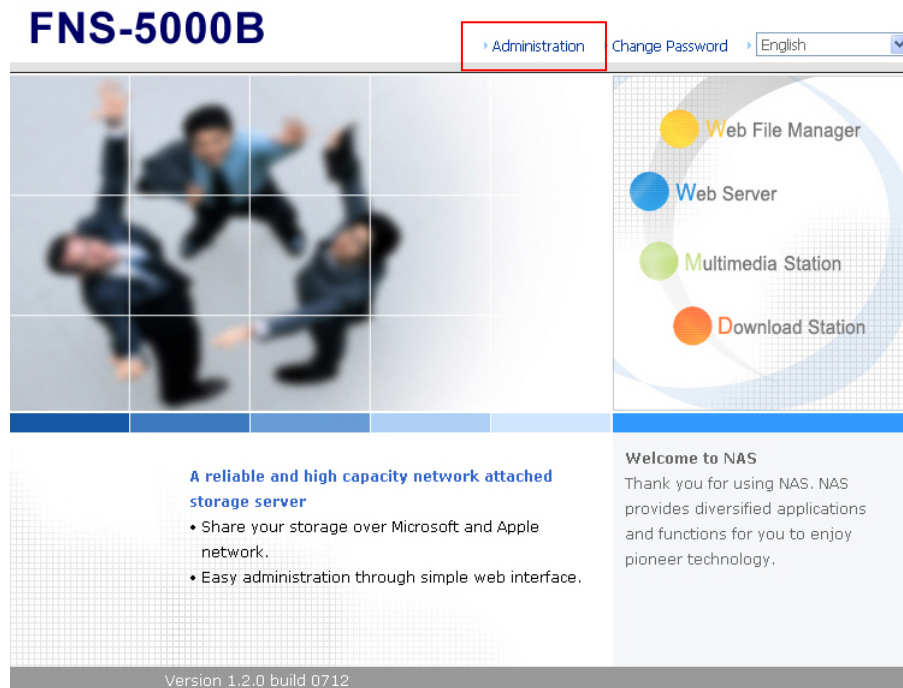 FNS-5000B
Administration
Change Password
English
Web File Manager
Web Server
Multimedia Station
Download Station
A reliable and high capacity network attached
storage server
• Share your storage over Microsoft and Apple
network.
• Easy administration through simple web interface.
Welcome to NAS
Thank you for using NAS. NAS
provides diversified applications
and functions for you to enjoy
pioneer technology.
Version 1.2.0 build 0712